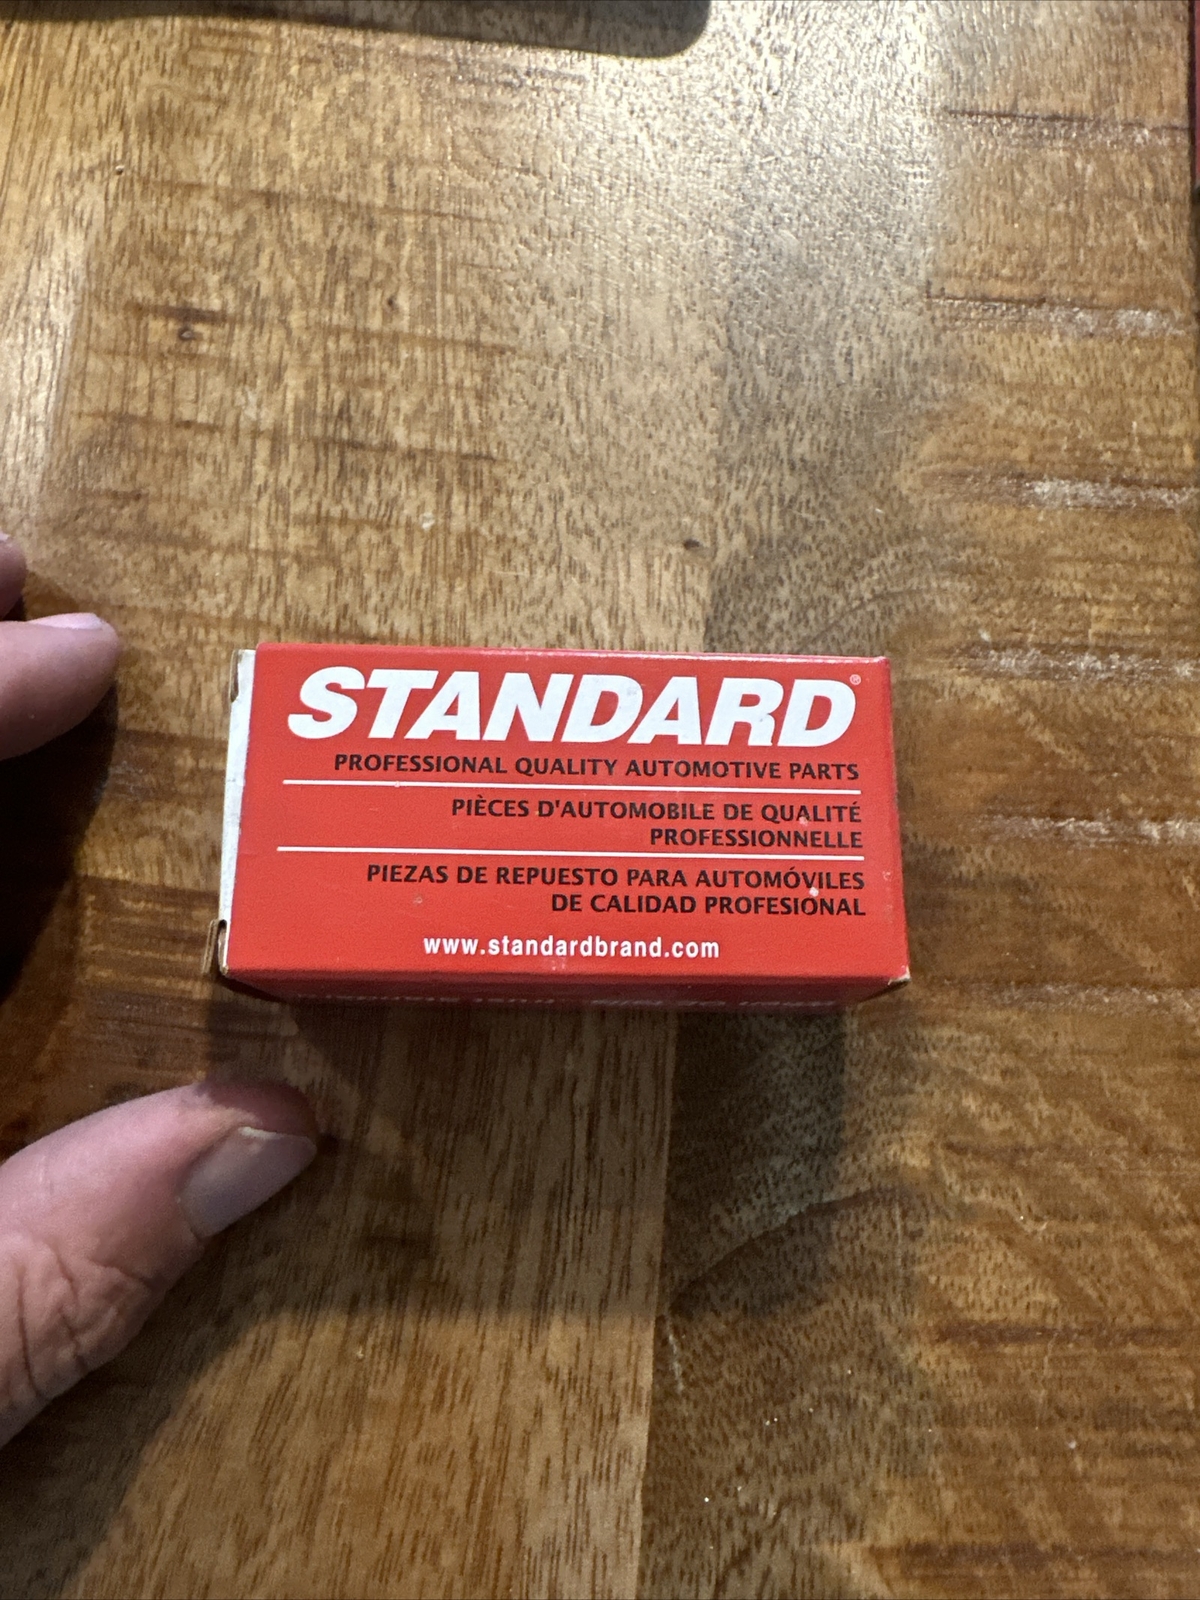 STANDARD®
PROFESSIONAL QUALITY AUTOMOTIVE PARTS
PIÈCES D'AUTOMOBILE DE QUALITÉ
PROFESSIONNELLE
PIEZAS DE REPUESTO PARA AUTOMÓVILES
DE CALIDAD PROFESIONAL
www.standardbrand.com